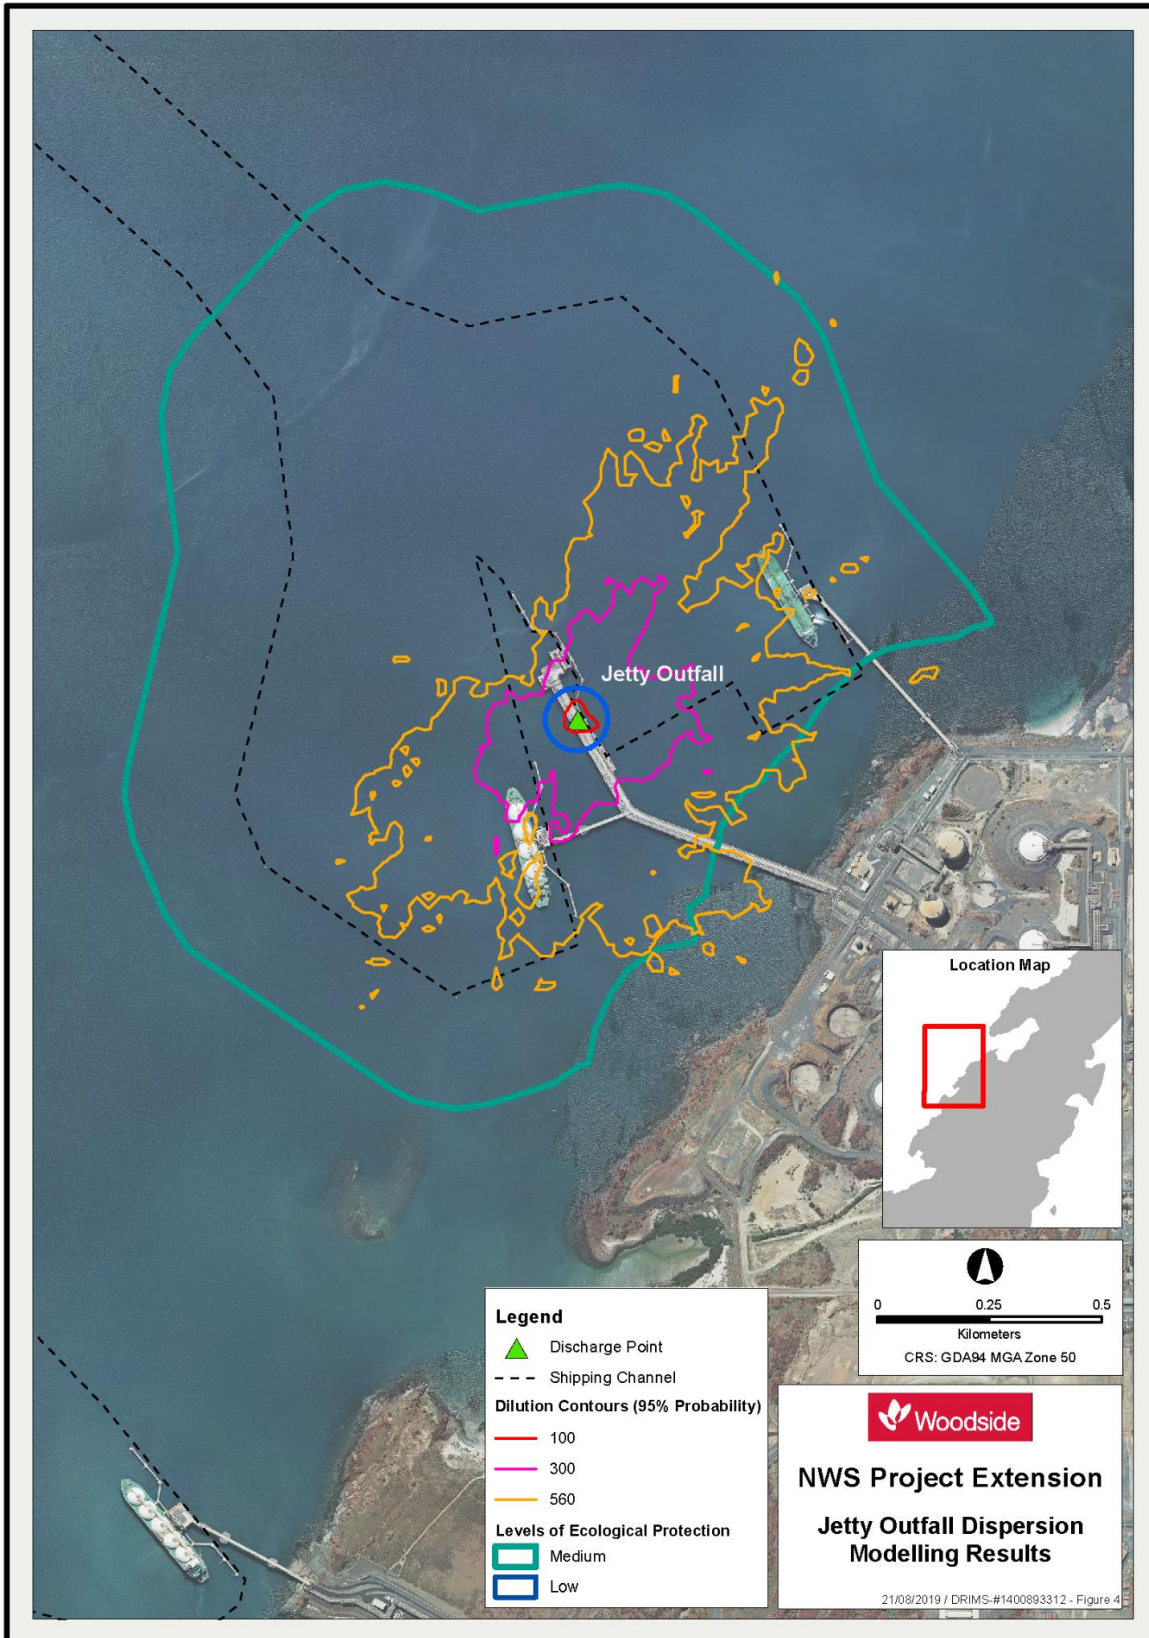 Jetty Outfall
Location Map
0 0.25 0.5
Kilometers
CRS: GDA94 MGA Zone 50
Legend
Discharge Point
Shipping Channel
Dilution Contours (95% Probability)
100
300
560
Levels of Ecological Protection
Medium
Low
Woodside
NWS Project Extension
Jetty Outfall Dispersion
Modelling Results
21/08/2019 / DRIMS-#1400893312 - Figure 4